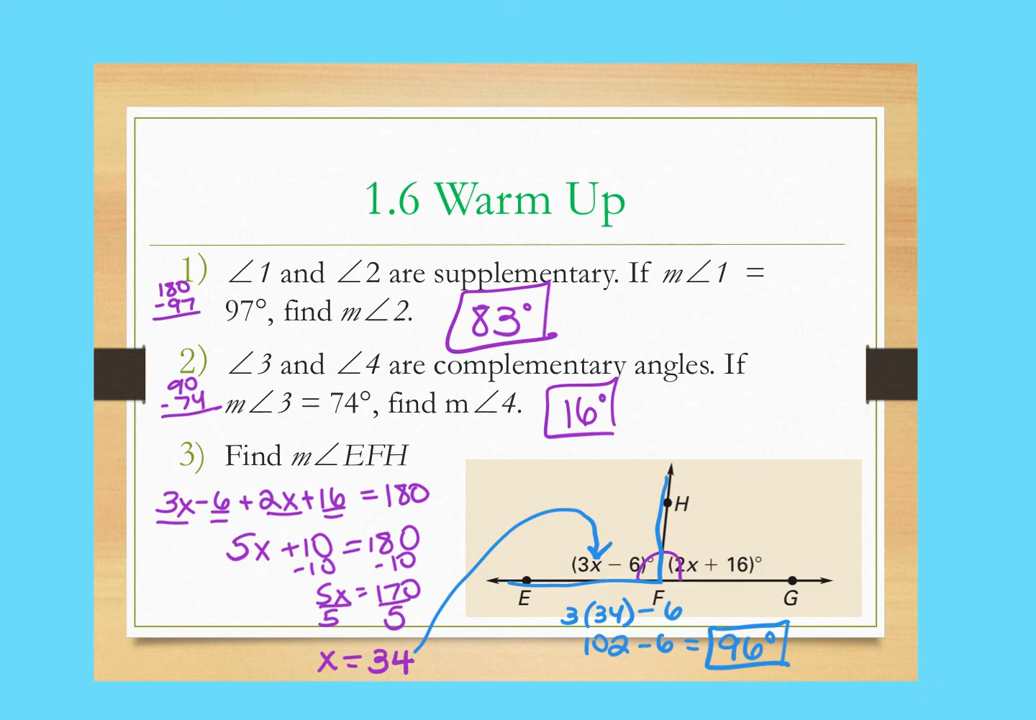 1.6 Warm Up
1) ∠1 and ∠2 are supplementary. If m∠1 =
97°, find m∠2.
180
-97
83°
2) ∠3 and ∠4 are complementary angles. If
m∠3 = 74°, find m∠4.
90
-74
16°
3) Find m∠EFH
3x-6+2x+16=180
5x+10=180
-10 -10
5x=170
5 5
x=34
H
(3x − 6)° (2x + 16)°
E F G
3(34)-6
102-6=96°